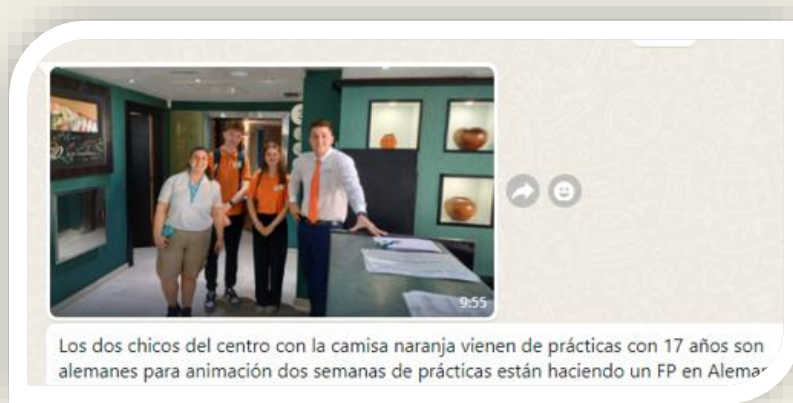 9:55
Los dos chicos del centro con la camisa naranja vienen de prácticas con 17 años son
alemanes para animación dos semanas de prácticas están haciendo un FP en